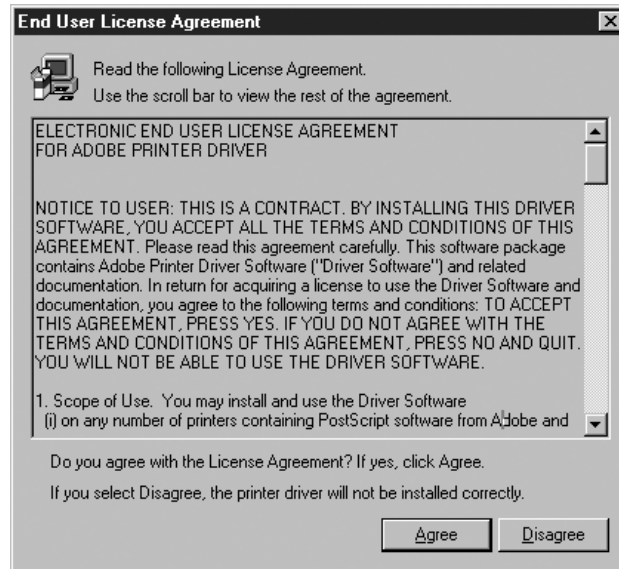 End User License Agreement
Read the following License Agreement.
Use the scroll bar to view the rest of the agreement.
ELECTRONIC END USER LICENSE AGREEMENT
FOR ADOBE PRINTER DRIVER
NOTICE TO USER: THIS IS A CONTRACT. BY INSTALLING THIS DRIVER
SOFTWARE, YOU ACCEPT ALL THE TERMS AND CONDITIONS OF THIS
AGREEMENT. Please read this agreement carefully. This software package
contains Adobe Printer Driver Software ("Driver Software") and related
documentation. In return for acquiring a license to use the Driver Software and
documentation, you agree to the following terms and conditions: TO ACCEPT
THIS AGREEMENT, PRESS YES. IF YOU DO NOT AGREE WITH THE
TERMS AND CONDITIONS OF THIS AGREEMENT, PRESS NO AND QUIT.
YOU WILL NOT BE ABLE TO USE THE DRIVER SOFTWARE.
1. Scope of Use. You may install and use the Driver Software
(i) on any number of printers containing PostScript software from Adobe and
Do you agree with the License Agreement? If yes, click Agree.
If you select Disagree, the printer driver will not be installed correctly.
Agree Disagree